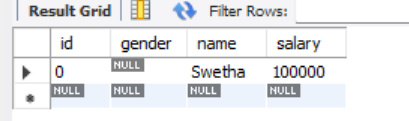 Result Grid Filter Rows:
id gender name salary
0 NULL Swetha 100000
NULL NULL NULL NULL